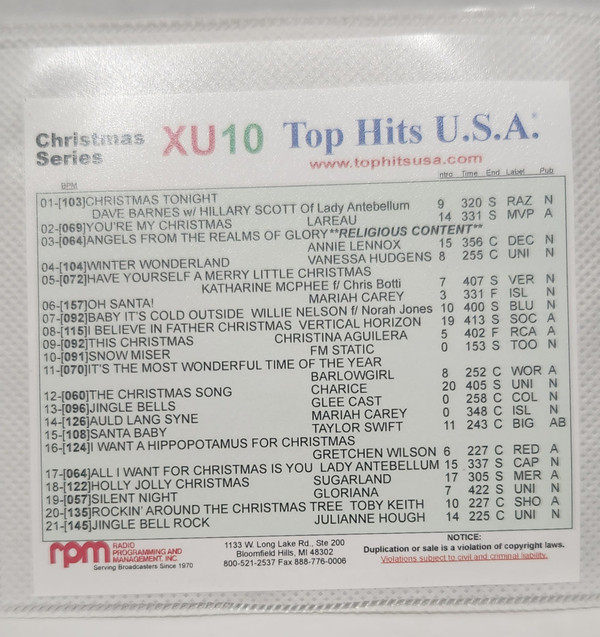 Christmas Series XU10 Top Hits U.S.A.®
www.tophitsusa.com
BPM Intro Time End Label Pub
01-[103]CHRISTMAS TONIGHT
DAVE BARNES w/ HILLARY SCOTT Of Lady Antebellum 9 320 S RAZ N
02-[069]YOU'RE MY CHRISTMAS LAREAU 14 331 S MVP A
03-[064]ANGELS FROM THE REALMS OF GLORY**RELIGIOUS CONTENT**
ANNIE LENNOX 15 356 C DEC N
04-[104]WINTER WONDERLAND VANESSA HUDGENS 8 255 C UNI N
05-[072]HAVE YOURSELF A MERRY LITTLE CHRISTMAS
KATHARINE MCPHEE f/ Chris Botti 7 407 S VER N
06-[157]OH SANTA! MARIAH CAREY 3 331 F ISL N
07-[092]BABY IT'S COLD OUTSIDE WILLIE NELSON f/ Norah Jones 10 400 S BLU N
08-[115]I BELIEVE IN FATHER CHRISTMAS VERTICAL HORIZON 19 413 S SOC A
09-[092]THIS CHRISTMAS CHRISTINA AGUILERA 5 402 F RCA A
10-[091]SNOW MISER FM STATIC 0 153 S TOO N
11-[070]IT'S THE MOST WONDERFUL TIME OF THE YEAR
BARLOWGIRL 8 252 C WOR A
12-[060]THE CHRISTMAS SONG CHARICE 20 405 S UNI N
13-[096]JINGLE BELLS GLEE CAST 0 258 C COL N
14-[126]AULD LANG SYNE MARIAH CAREY 0 348 C ISL N
15-[108]SANTA BABY TAYLOR SWIFT 11 243 C BIG AB
16-[124]I WANT A HIPPOPOTAMUS FOR CHRISTMAS
GRETCHEN WILSON 6 227 C RED A
17-[064]ALL I WANT FOR CHRISTMAS IS YOU LADY ANTEBELLUM 15 337 S CAP N
18-[122]HOLLY JOLLY CHRISTMAS SUGARLAND 17 305 S MER A
19-[057]SILENT NIGHT GLORIANA 7 422 S UNI N
20-[135]ROCKIN' AROUND THE CHRISTMAS TREE TOBY KEITH 10 227 C SHO A
21-[145]JINGLE BELL ROCK JULIANNE HOUGH 14 225 C UNI N
rpm RADIO PROGRAMMING AND MANAGEMENT, INC.
Serving Broadcasters Since 1970
1133 W. Long Lake Rd., Ste 200
Bloomfield Hills, MI 48302
800-521-2537 Fax 888-776-0006
NOTICE:
Duplication or sale is a violation of copyright laws.
Violations subject to civil and criminal liability.